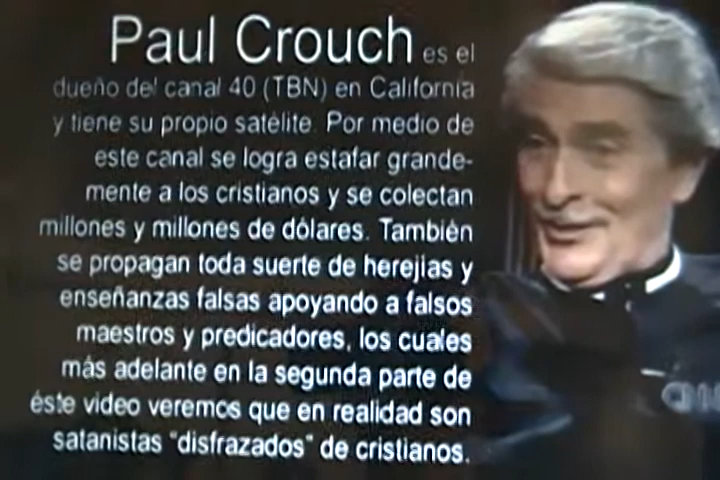 Paul Crouch es el
dueño del canal 40 (TBN) en California
y tiene su propio satélite. Por medio de
este canal se logra estafar grande-
mente a los cristianos y se colectan
millones y millones de dólares. También
se propagan toda suerte de herejías y
enseñanzas falsas apoyando a falsos
maestros y predicadores, los cuales
más adelante en la segunda parte de
éste video veremos que en realidad son
satanistas "disfrazados" de cristianos.